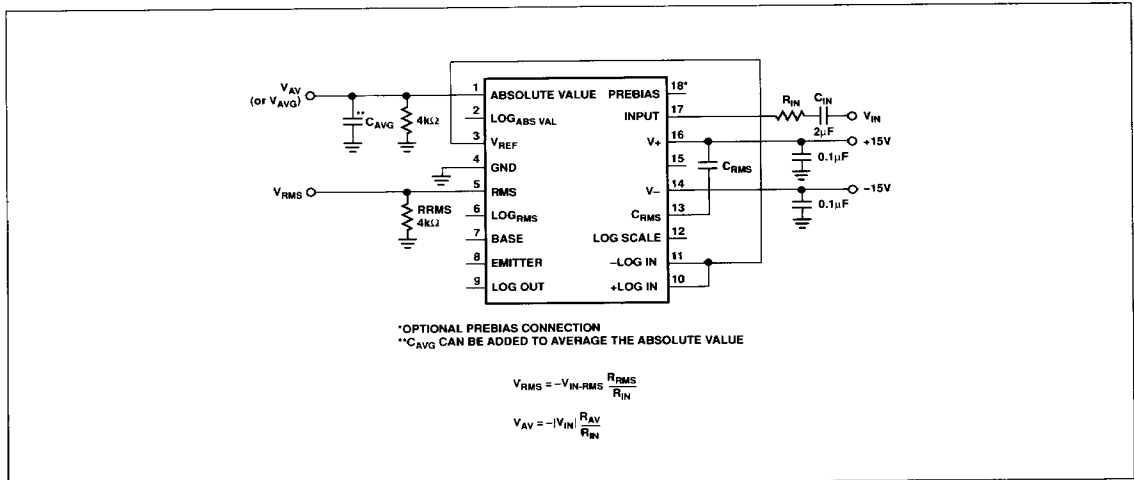 V_AV
(or V_AVG)
**
C_AVG
4kΩ
V_RMS
RRMS
4kΩ
1 ABSOLUTE VALUE
2 LOG_ABS VAL
3 V_REF
4 GND
5 RMS
6 LOG_RMS
7 BASE
8 EMITTER
9 LOG OUT
PREBIAS 18*
INPUT 17
V+ 16
15
V– 14
C_RMS 13
LOG SCALE 12
–LOG IN 11
+LOG IN 10
R_IN
C_IN
2μF
V_IN
+15V
C_RMS
0.1μF
–15V
0.1μF
*OPTIONAL PREBIAS CONNECTION
**C_AVG CAN BE ADDED TO AVERAGE THE ABSOLUTE VALUE
V_RMS = –V_IN-RMS R_RMS/R_IN
V_AV = –|V_IN| R_AV/R_IN